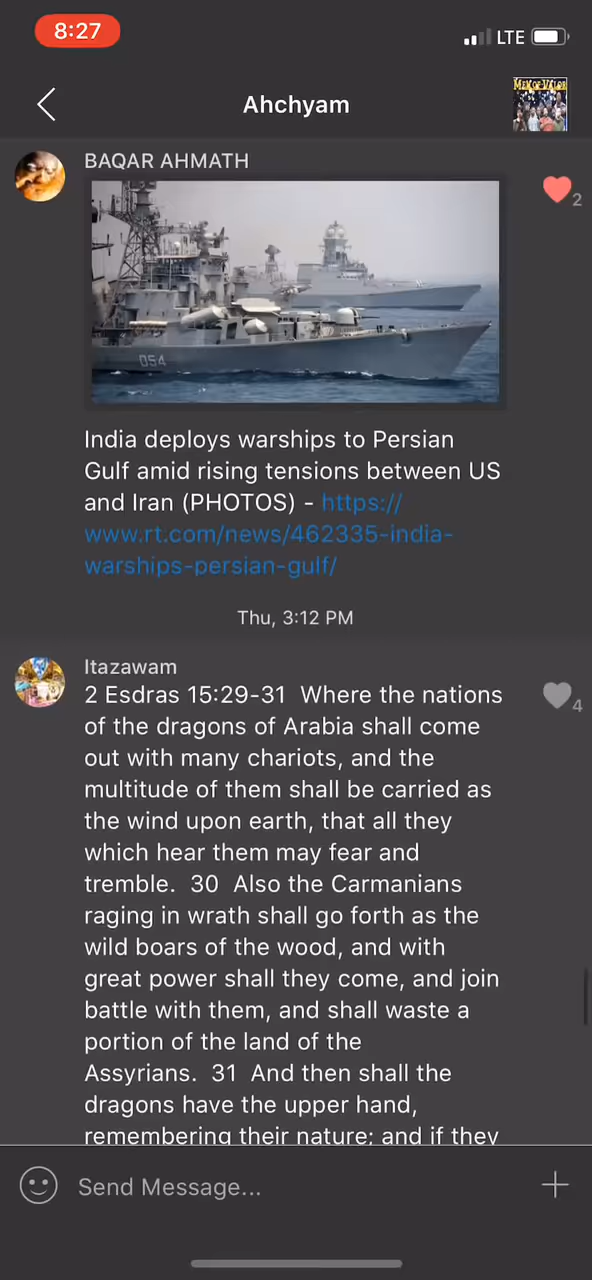 8:27
LTE
Ahchyam
MEN OF VALOR
BAQAR AHMATH
2
D54
India deploys warships to Persian
Gulf amid rising tensions between US
and Iran (PHOTOS) - https://
www.rt.com/news/462335-india-
warships-persian-gulf/
Thu, 3:12 PM
Itazawam
4
2 Esdras 15:29-31  Where the nations
of the dragons of Arabia shall come
out with many chariots, and the
multitude of them shall be carried as
the wind upon earth, that all they
which hear them may fear and
tremble.  30  Also the Carmanians
raging in wrath shall go forth as the
wild boars of the wood, and with
great power shall they come, and join
battle with them, and shall waste a
portion of the land of the
Assyrians.  31  And then shall the
dragons have the upper hand,
remembering their nature; and if they
Send Message...